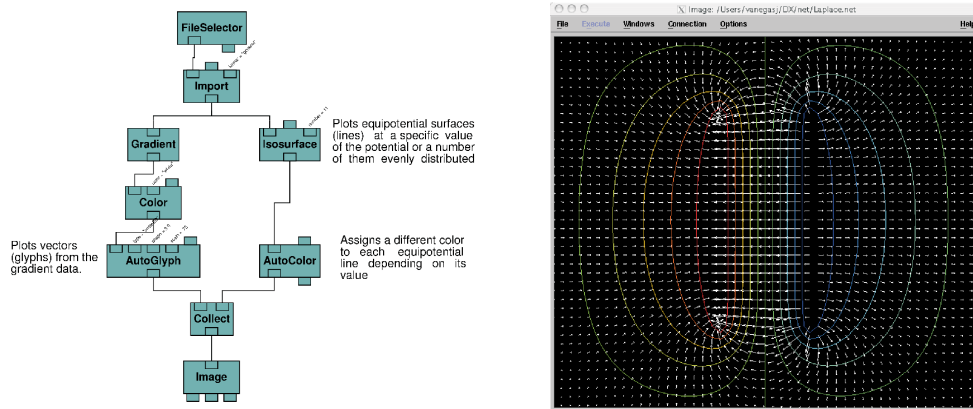 FileSelector
Import
Gradient
Isosurface
Plots equipotential surfaces
(lines) at a specific value
of the potential or a number
of them evenly distributed
Color
Plots vectors
(glyphs) from the
gradient data.
AutoGlyph
AutoColor
Assigns a different color
to each equipotential
line depending on its
value
Collect
Image
Image: /Users/vanegasj/DX/net/Laplace.net
File Execute Windows Connection Options